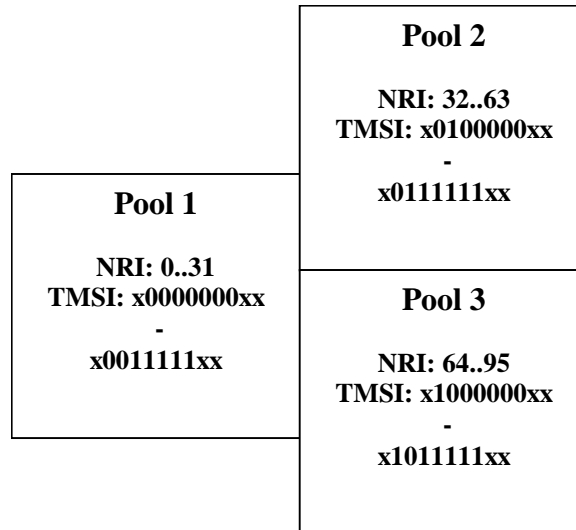 Pool 2
NRI: 32..63
TMSI: x0100000xx
-
x0111111xx
Pool 1
NRI: 0..31
TMSI: x0000000xx
-
x0011111xx
Pool 3
NRI: 64..95
TMSI: x1000000xx
-
x1011111xx